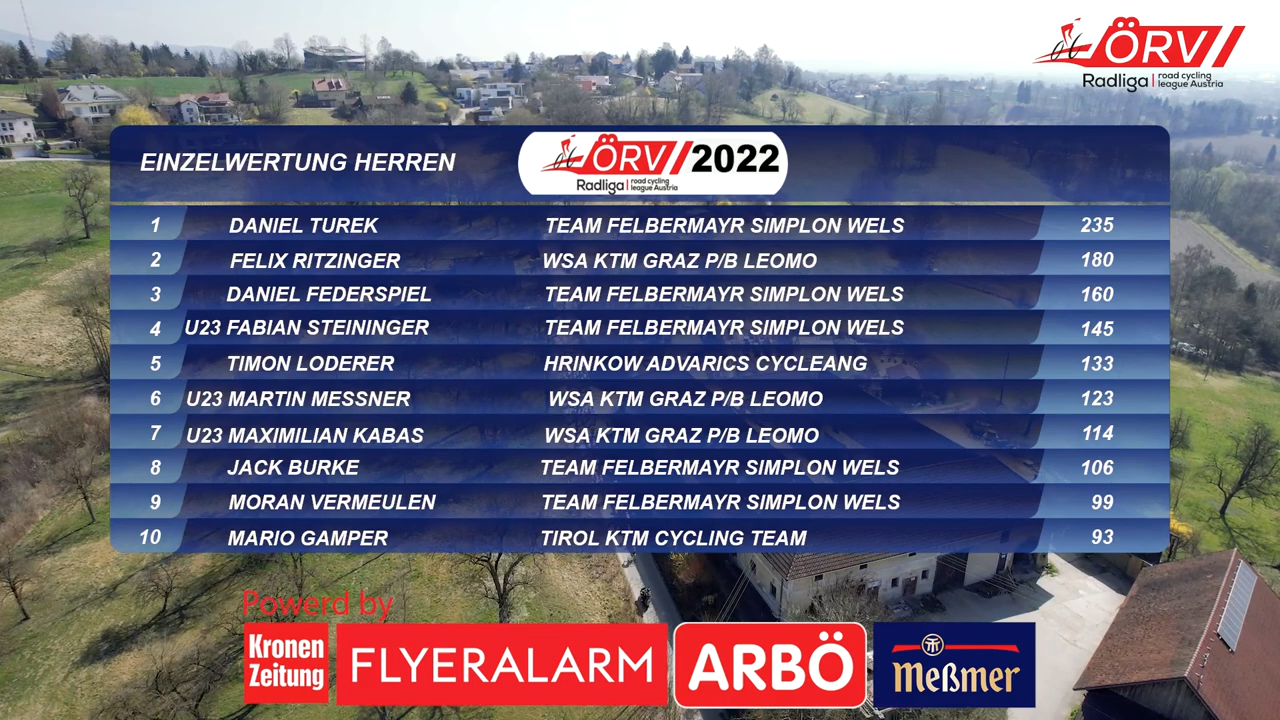 ÖRV
Radliga road cycling league Austria
EINZELWERTUNG HERREN
ÖRV 2022
Radliga road cycling league Austria
1 DANIEL TUREK TEAM FELBERMAYR SIMPLON WELS 235
2 FELIX RITZINGER WSA KTM GRAZ P/B LEOMO 180
3 DANIEL FEDERSPIEL TEAM FELBERMAYR SIMPLON WELS 160
4 U23 FABIAN STEININGER TEAM FELBERMAYR SIMPLON WELS 145
5 TIMON LODERER HRINKOW ADVARICS CYCLEANG 133
6 U23 MARTIN MESSNER WSA KTM GRAZ P/B LEOMO 123
7 U23 MAXIMILIAN KABAS WSA KTM GRAZ P/B LEOMO 114
8 JACK BURKE TEAM FELBERMAYR SIMPLON WELS 106
9 MORAN VERMEULEN TEAM FELBERMAYR SIMPLON WELS 99
10 MARIO GAMPER TIROL KTM CYCLING TEAM 93
Powerd by
Kronen
Zeitung
FLYERALARM
ARBÖ
Meßmer